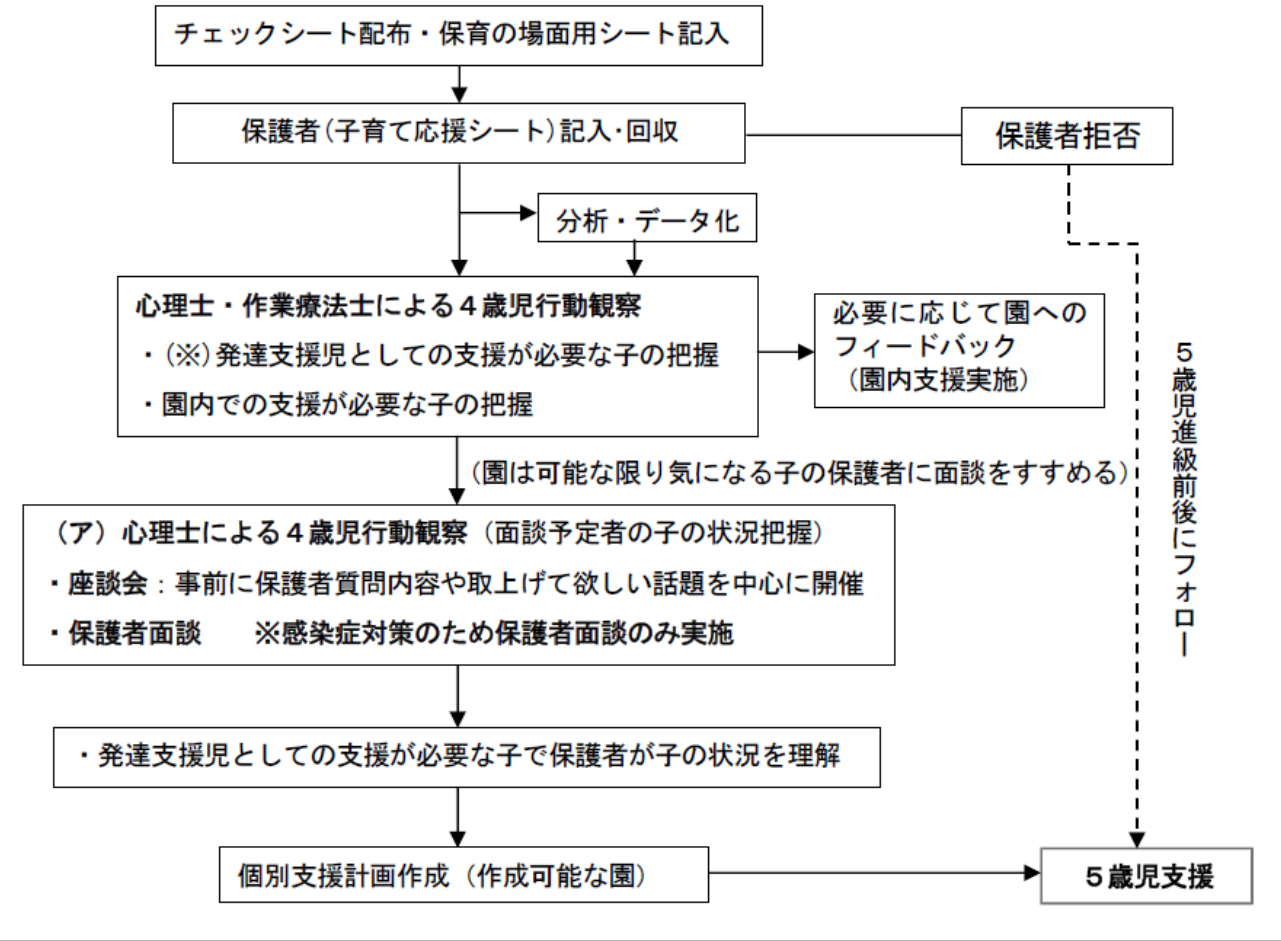 チェックシート配布・保育の場面用シート記入
保護者(子育て応援シート)記入・回収
保護者拒否
分析・データ化
心理士・作業療法士による４歳児行動観察
・(※)発達支援児としての支援が必要な子の把握
・園内での支援が必要な子の把握
必要に応じて園への
フィードバック
（園内支援実施）
５歳児進級前後にフォロー
(園は可能な限り気になる子の保護者に面談をすすめる)
（ア）心理士による４歳児行動観察（面談予定者の子の状況把握）
・座談会：事前に保護者質問内容や取上げて欲しい話題を中心に開催
・保護者面談　　※感染症対策のため保護者面談のみ実施
・発達支援児としての支援が必要な子で保護者が子の状況を理解
個別支援計画作成（作成可能な園）
５歳児支援